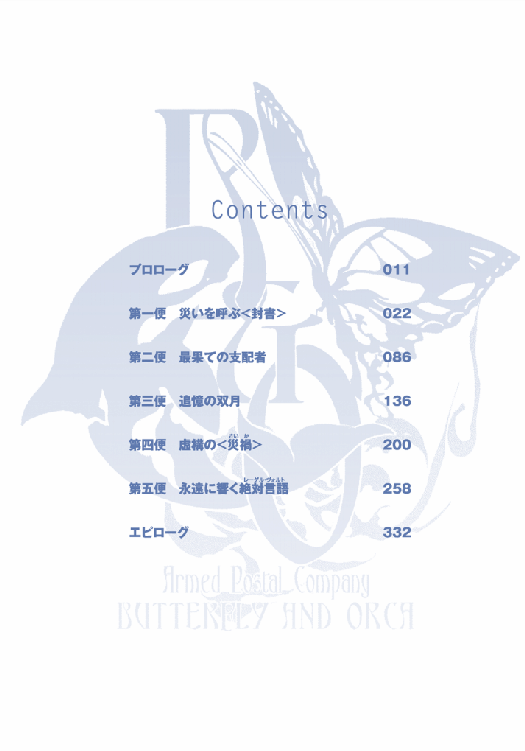 Contents
プロローグ 011
第一便 災いを呼ぶ<封書> 022
第二便 最果ての支配者 086
第三便 追憶の双月 136
第四便 虚構の<災禍> 200
第五便 永遠に響く絶対言語 258
エピローグ 332
Armed Postal Company
BUTTERFLY AND ORCA